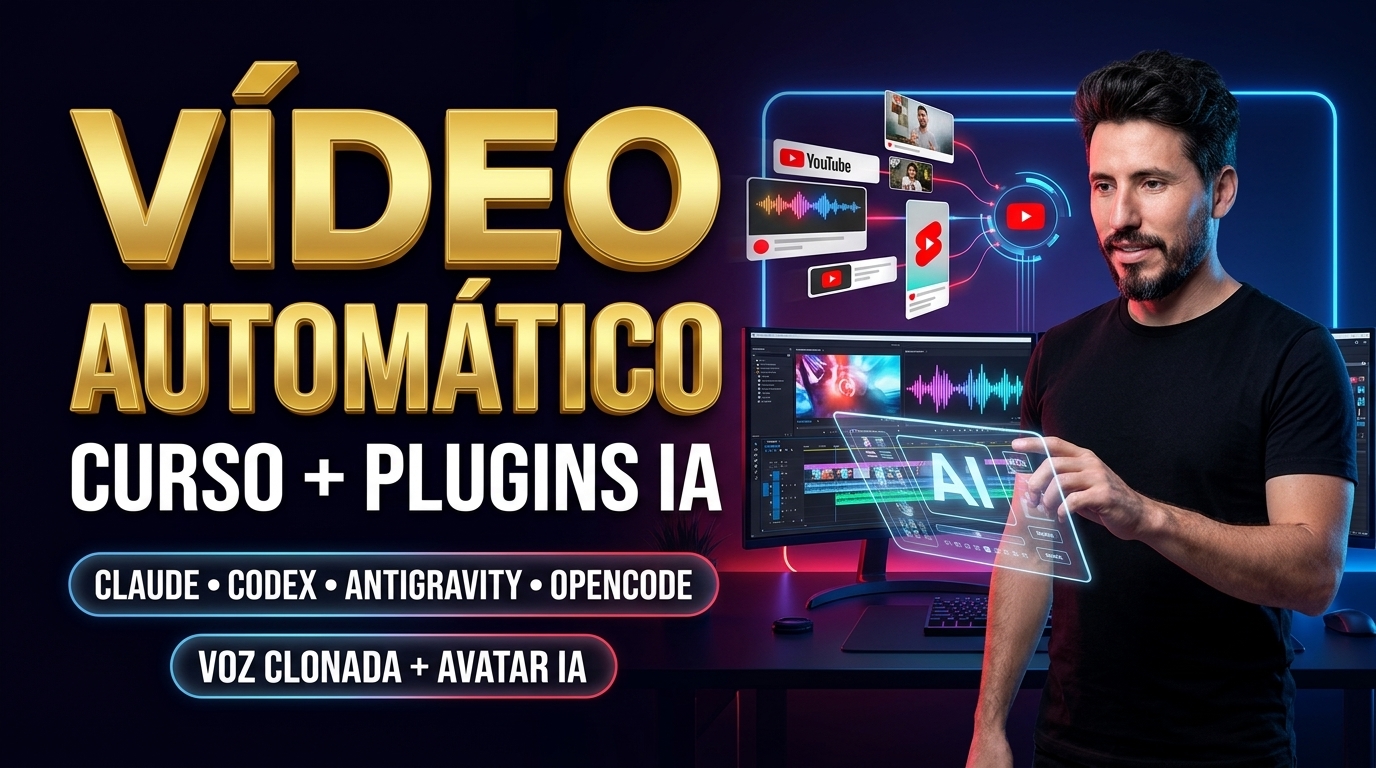 VÍDEO
AUTOMÁTICO
CURSO + PLUGINS IA
CLAUDE • CODEX • ANTIGRAVITY • OPENCODE
VOZ CLONADA + AVATAR IA
YouTube
AI